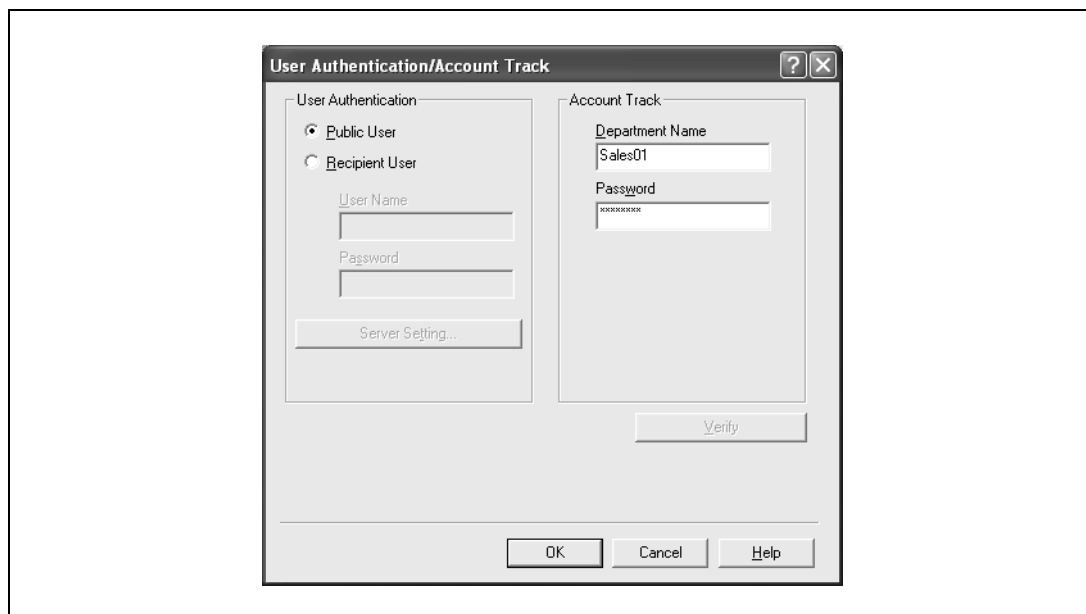 User Authentication/Account Track
User Authentication
Public User
Recipient User
User Name
Password
Server Setting...
Account Track
Department Name
Sales01
Password
********
Verify
OK
Cancel
Help